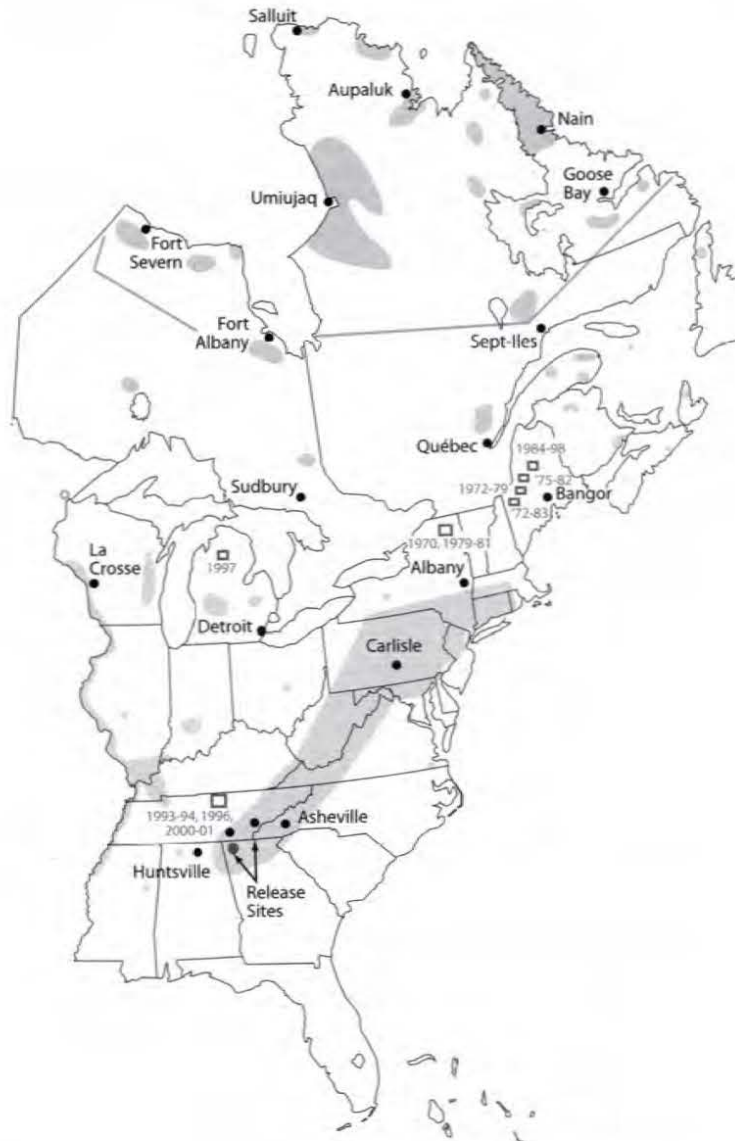 Salluit
Aupaluk
Nain
Goose
Bay
Umiujaq
Fort
Severn
Fort
Albany
Sept-Iles
Québec
1984-98
'75-82
1972-79
Bangor
'72-83
Sudbury
1970, 1979-81
La
Crosse
1997
Albany
Detroit
Carlisle
1993-94, 1996,
2000-01
Asheville
Huntsville
Release
Sites